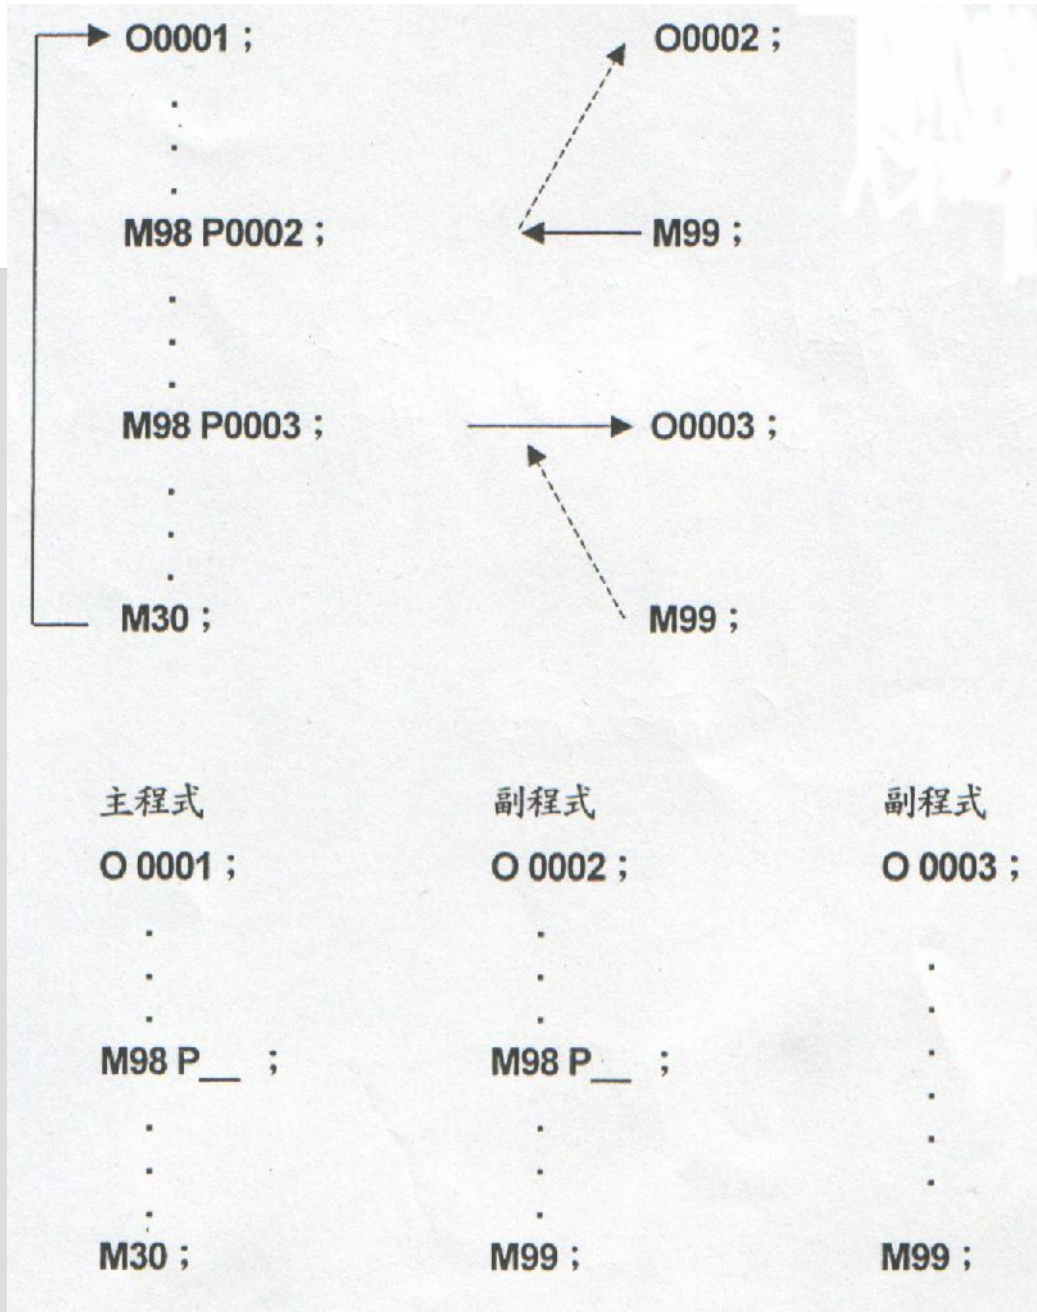 O0001；
O0002；
M98 P0002；
M99；
M98 P0003；
O0003；
M30；
M99；
主程式
副程式
副程式
O 0001；
O 0002；
O 0003；
M98 P__ ；
M98 P__ ；
M30；
M99；
M99；